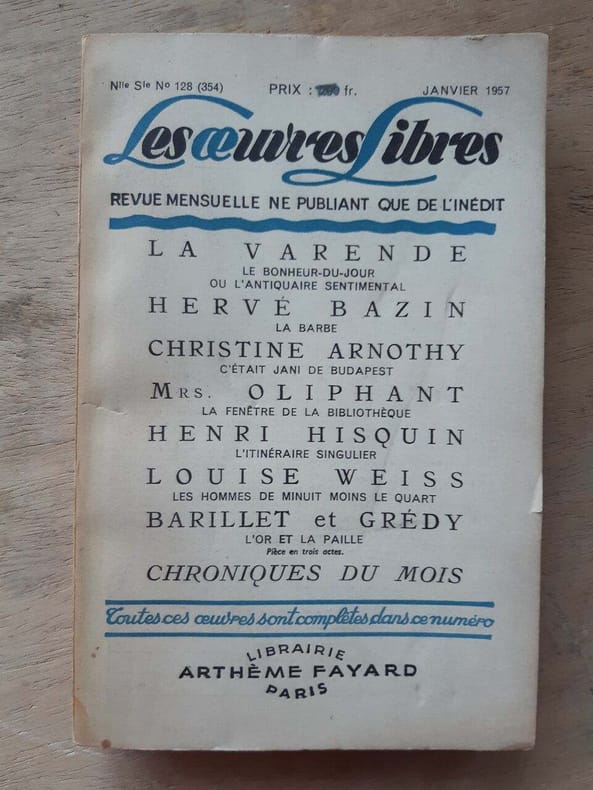 Nlle Sie No 128 (354) PRIX : fr. JANVIER 1957
Les œuvres Libres
REVUE MENSUELLE NE PUBLIANT QUE DE L'INÉDIT
LA VARENDE
LE BONHEUR-DU-JOUR
OU L'ANTIQUAIRE SENTIMENTAL
HERVÉ BAZIN
LA BARBE
CHRISTINE ARNOTHY
C'ÉTAIT JANI DE BUDAPEST
MRS. OLIPHANT
LA FENÊTRE DE LA BIBLIOTHÈQUE
HENRI HISQUIN
L'ITINÉRAIRE SINGULIER
LOUISE WEISS
LES HOMMES DE MINUIT MOINS LE QUART
BARILLET et GRÉDY
L'OR ET LA PAILLE
Pièce en trois actes.
CHRONIQUES DU MOIS
Toutes ces œuvres sont complètes dans ce numéro
LIBRAIRIE
ARTHÈME FAYARD
PARIS